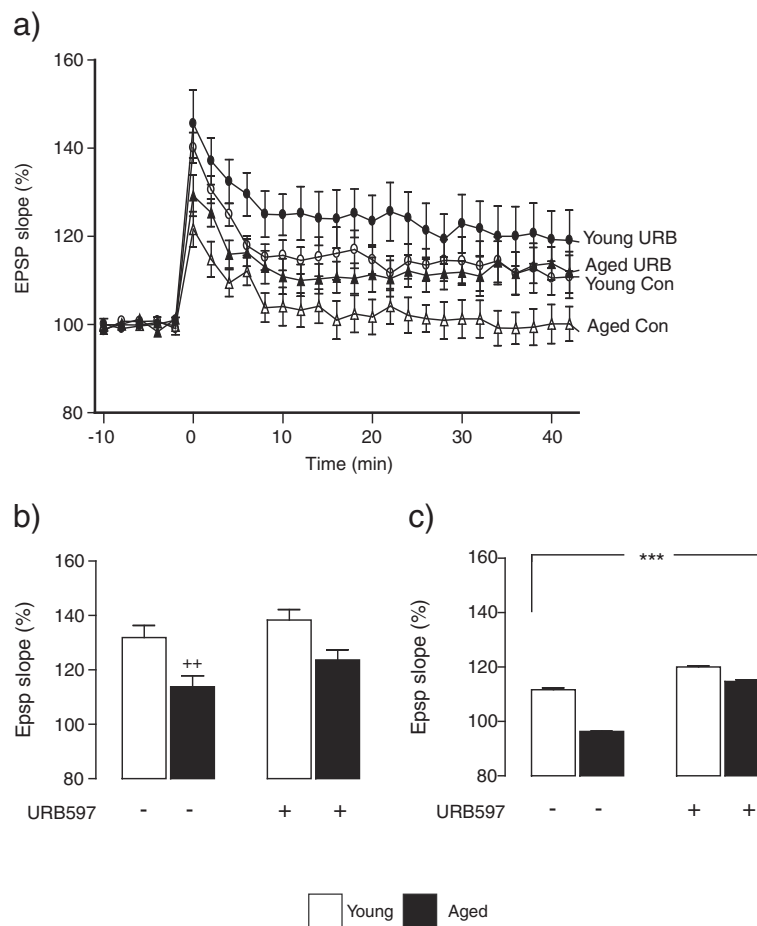 a)
160
140
120
100
80
EPSP slope (%)
-10
0
10
20
30
40
Time (min)
Young URB
Aged URB
Young Con
Aged Con
b)
160
140
120
100
80
Epsp slope (%)
++
URB597 - - + +
c)
160
140
120
100
80
Epsp slope (%)
***
URB597 - - + +
Young Aged